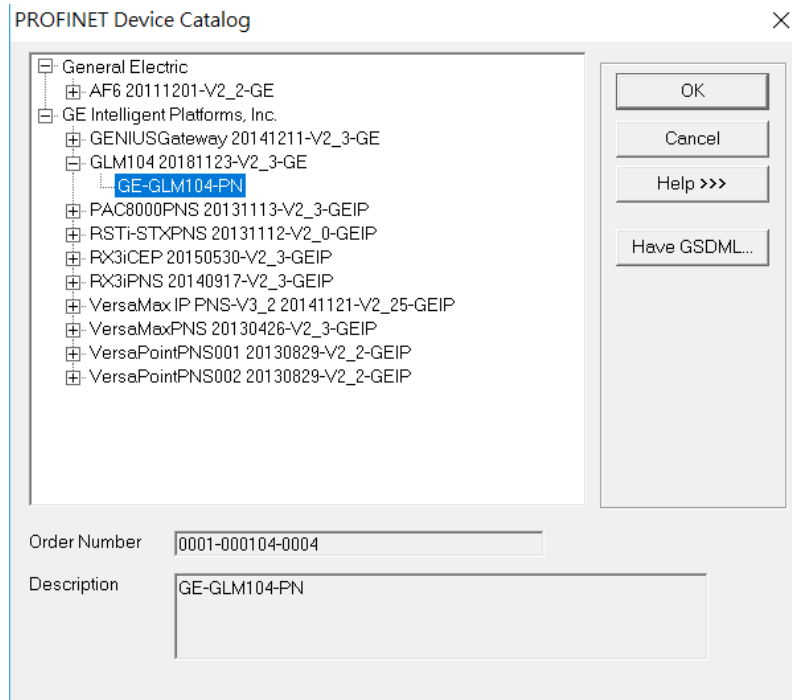 PROFINET Device Catalog
General Electric
AF6 20111201-V2_2-GE
GE Intelligent Platforms, Inc.
GENIUSGateway 20141211-V2_3-GE
GLM104 20181123-V2_3-GE
GE-GLM104-PN
PAC8000PNS 20131113-V2_3-GEIP
RSTi-STXPNS 20131112-V2_0-GEIP
RX3iCEP 20150530-V2_3-GEIP
RX3iPNS 20140917-V2_3-GEIP
VersaMax IP PNS-V3_2 20141121-V2_25-GEIP
VersaMaxPNS 20130426-V2_3-GEIP
VersaPointPNS001 20130829-V2_2-GEIP
VersaPointPNS002 20130829-V2_2-GEIP
OK
Cancel
Help >>>
Have GSDML...
Order Number
0001-000104-0004
Description
GE-GLM104-PN